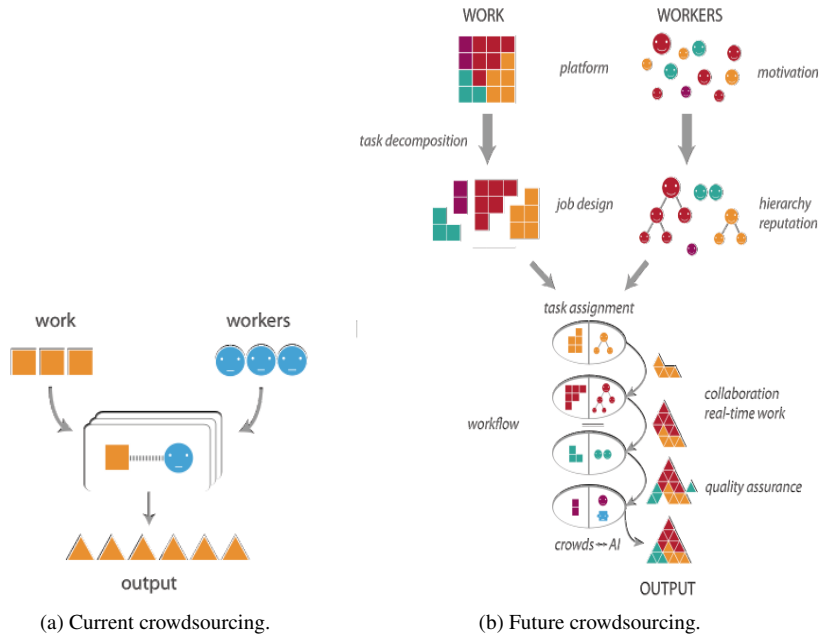 work
workers
output
(a) Current crowdsourcing.
WORK
WORKERS
platform
motivation
task decomposition
job design
hierarchy
reputation
task assignment
collaboration
real-time work
workflow
quality assurance
crowds↔AI
OUTPUT
(b) Future crowdsourcing.